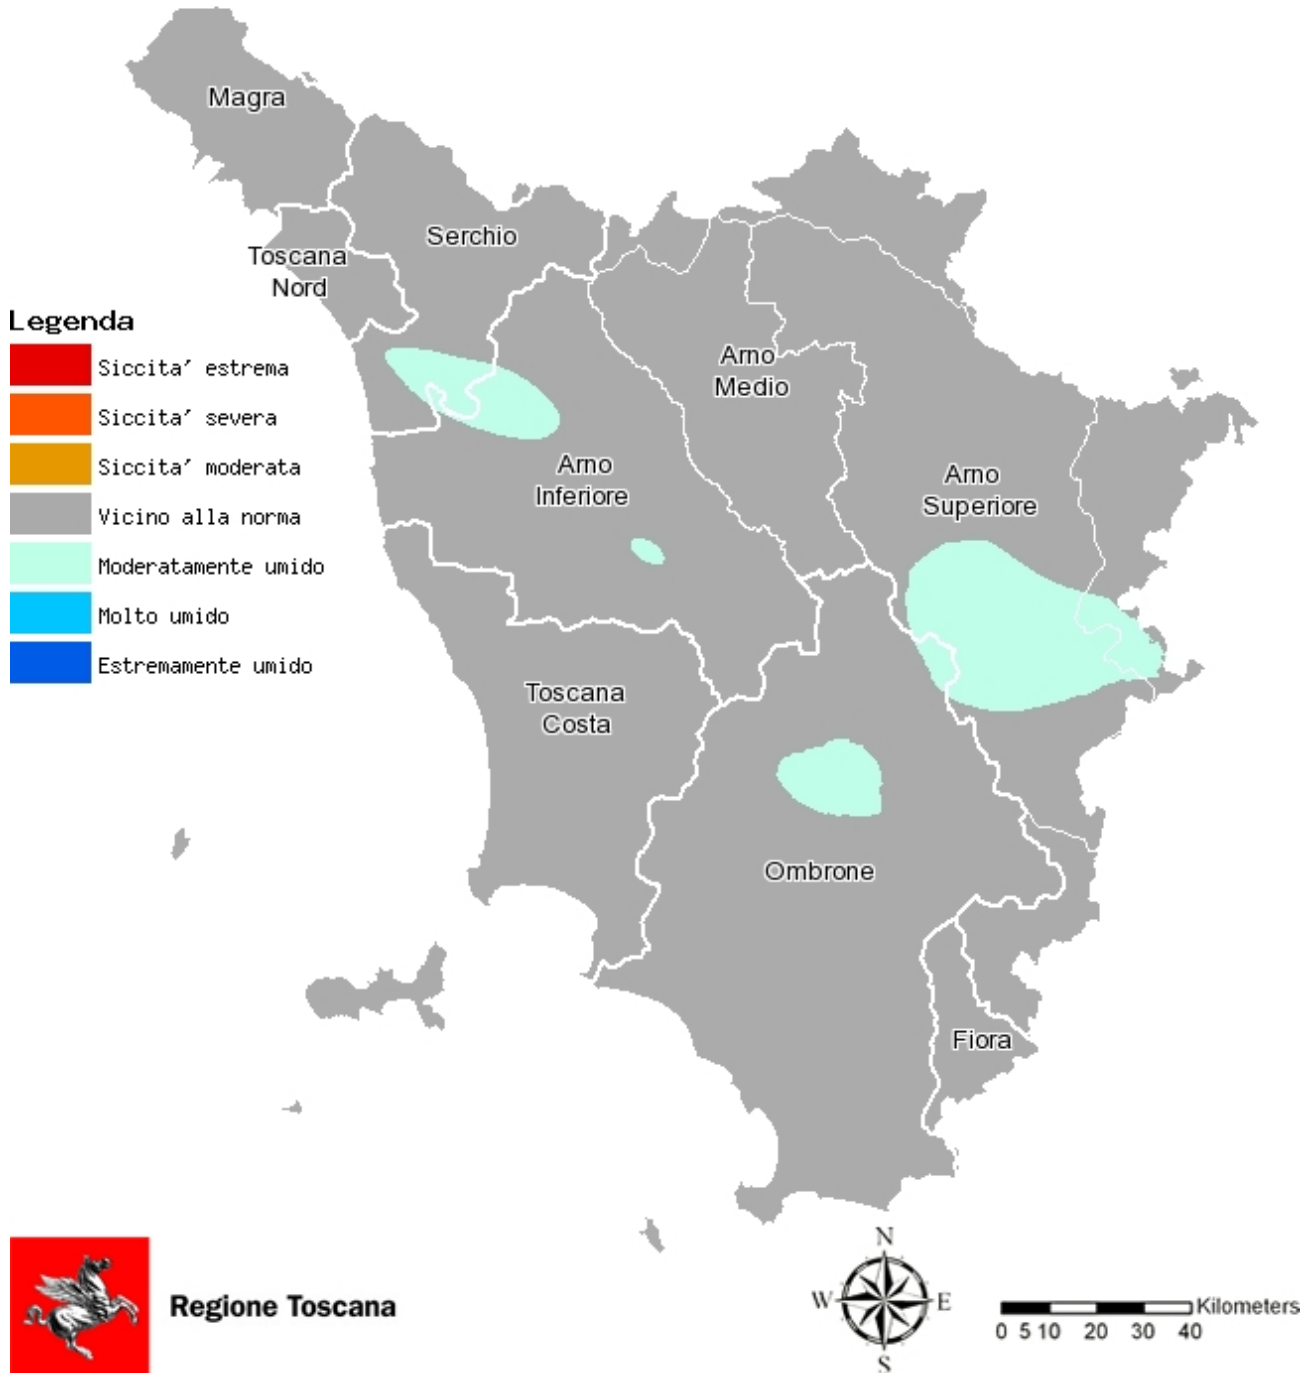 Magra
Serchio
Toscana
Nord
Legenda
Siccita' estrema
Siccita' severa
Siccita' moderata
Vicino alla norma
Moderatamente umido
Molto umido
Estremamente umido
Arno
Medio
Arno
Inferiore
Arno
Superiore
Toscana
Costa
Ombrone
Fiora
Regione Toscana
N
W E
S
Kilometers
0 5 10 20 30 40